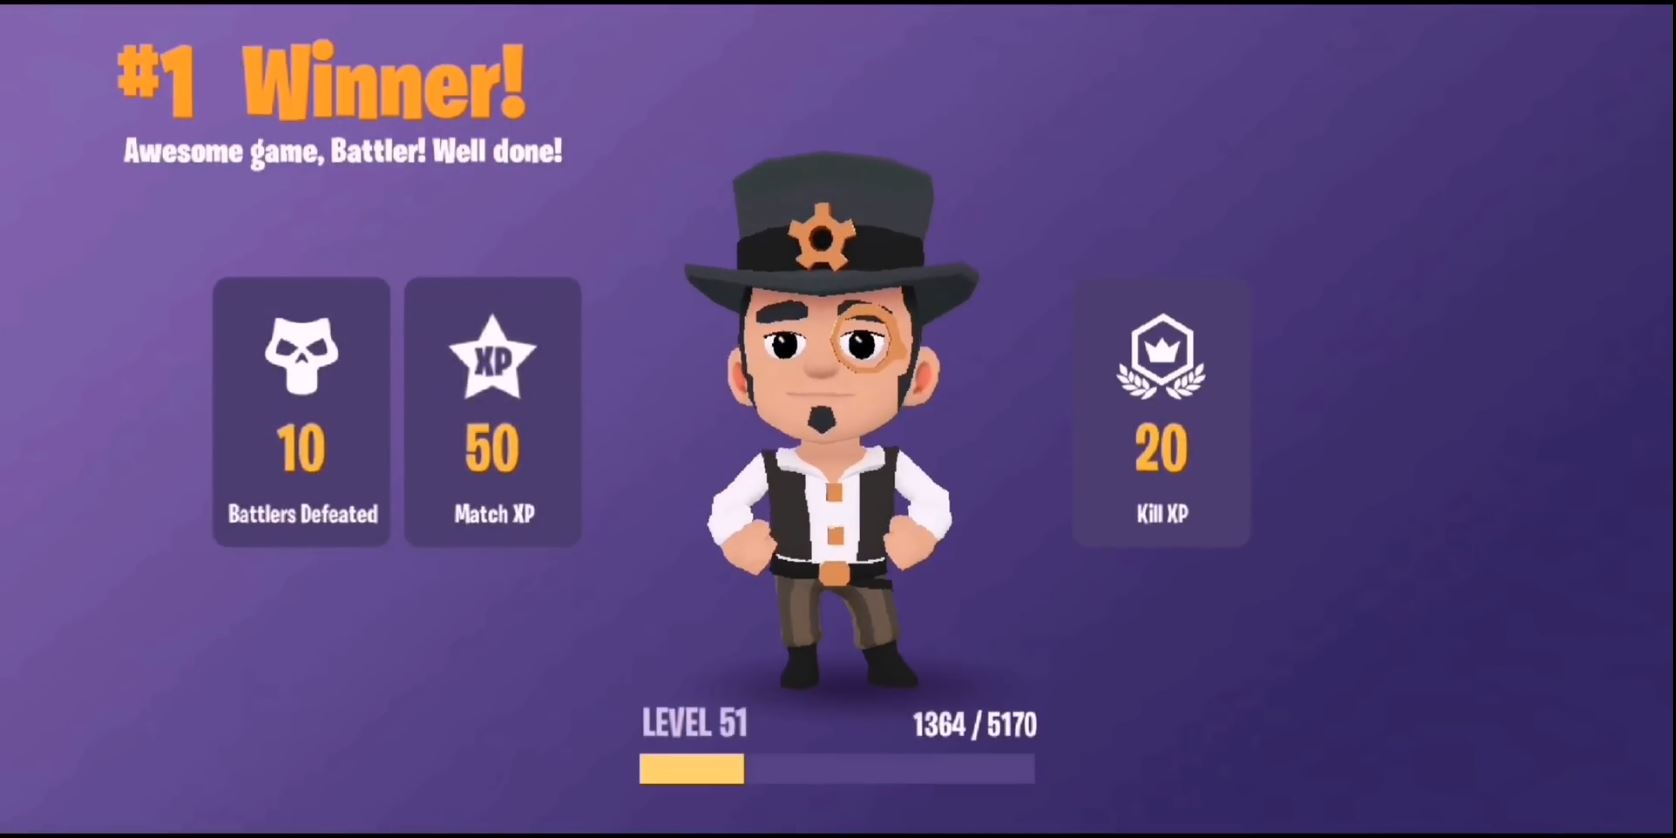 #1 Winner!
Awesome game, Battler! Well done!
10
Battlers Defeated
XP
50
Match XP
20
Kill XP
LEVEL 51
1364 / 5170